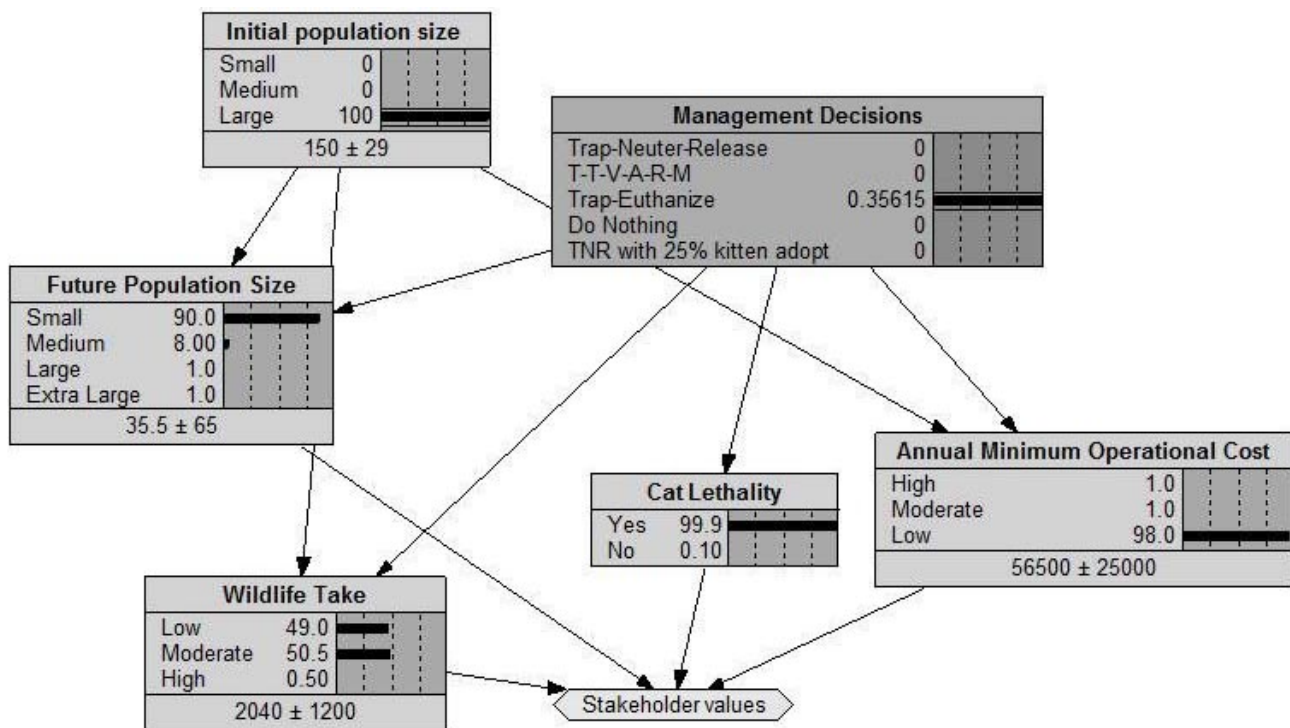 Initial population size
Small 0
Medium 0
Large 100
150 ± 29
Management Decisions
Trap-Neuter-Release 0
T-T-V-A-R-M 0
Trap-Euthanize 0.35615
Do Nothing 0
TNR with 25% kitten adopt 0
Future Population Size
Small 90.0
Medium 8.00
Large 1.0
Extra Large 1.0
35.5 ± 65
Annual Minimum Operational Cost
High 1.0
Moderate 1.0
Low 98.0
56500 ± 25000
Cat Lethality
Yes 99.9
No 0.10
Wildlife Take
Low 49.0
Moderate 50.5
High 0.50
2040 ± 1200
Stakeholder values